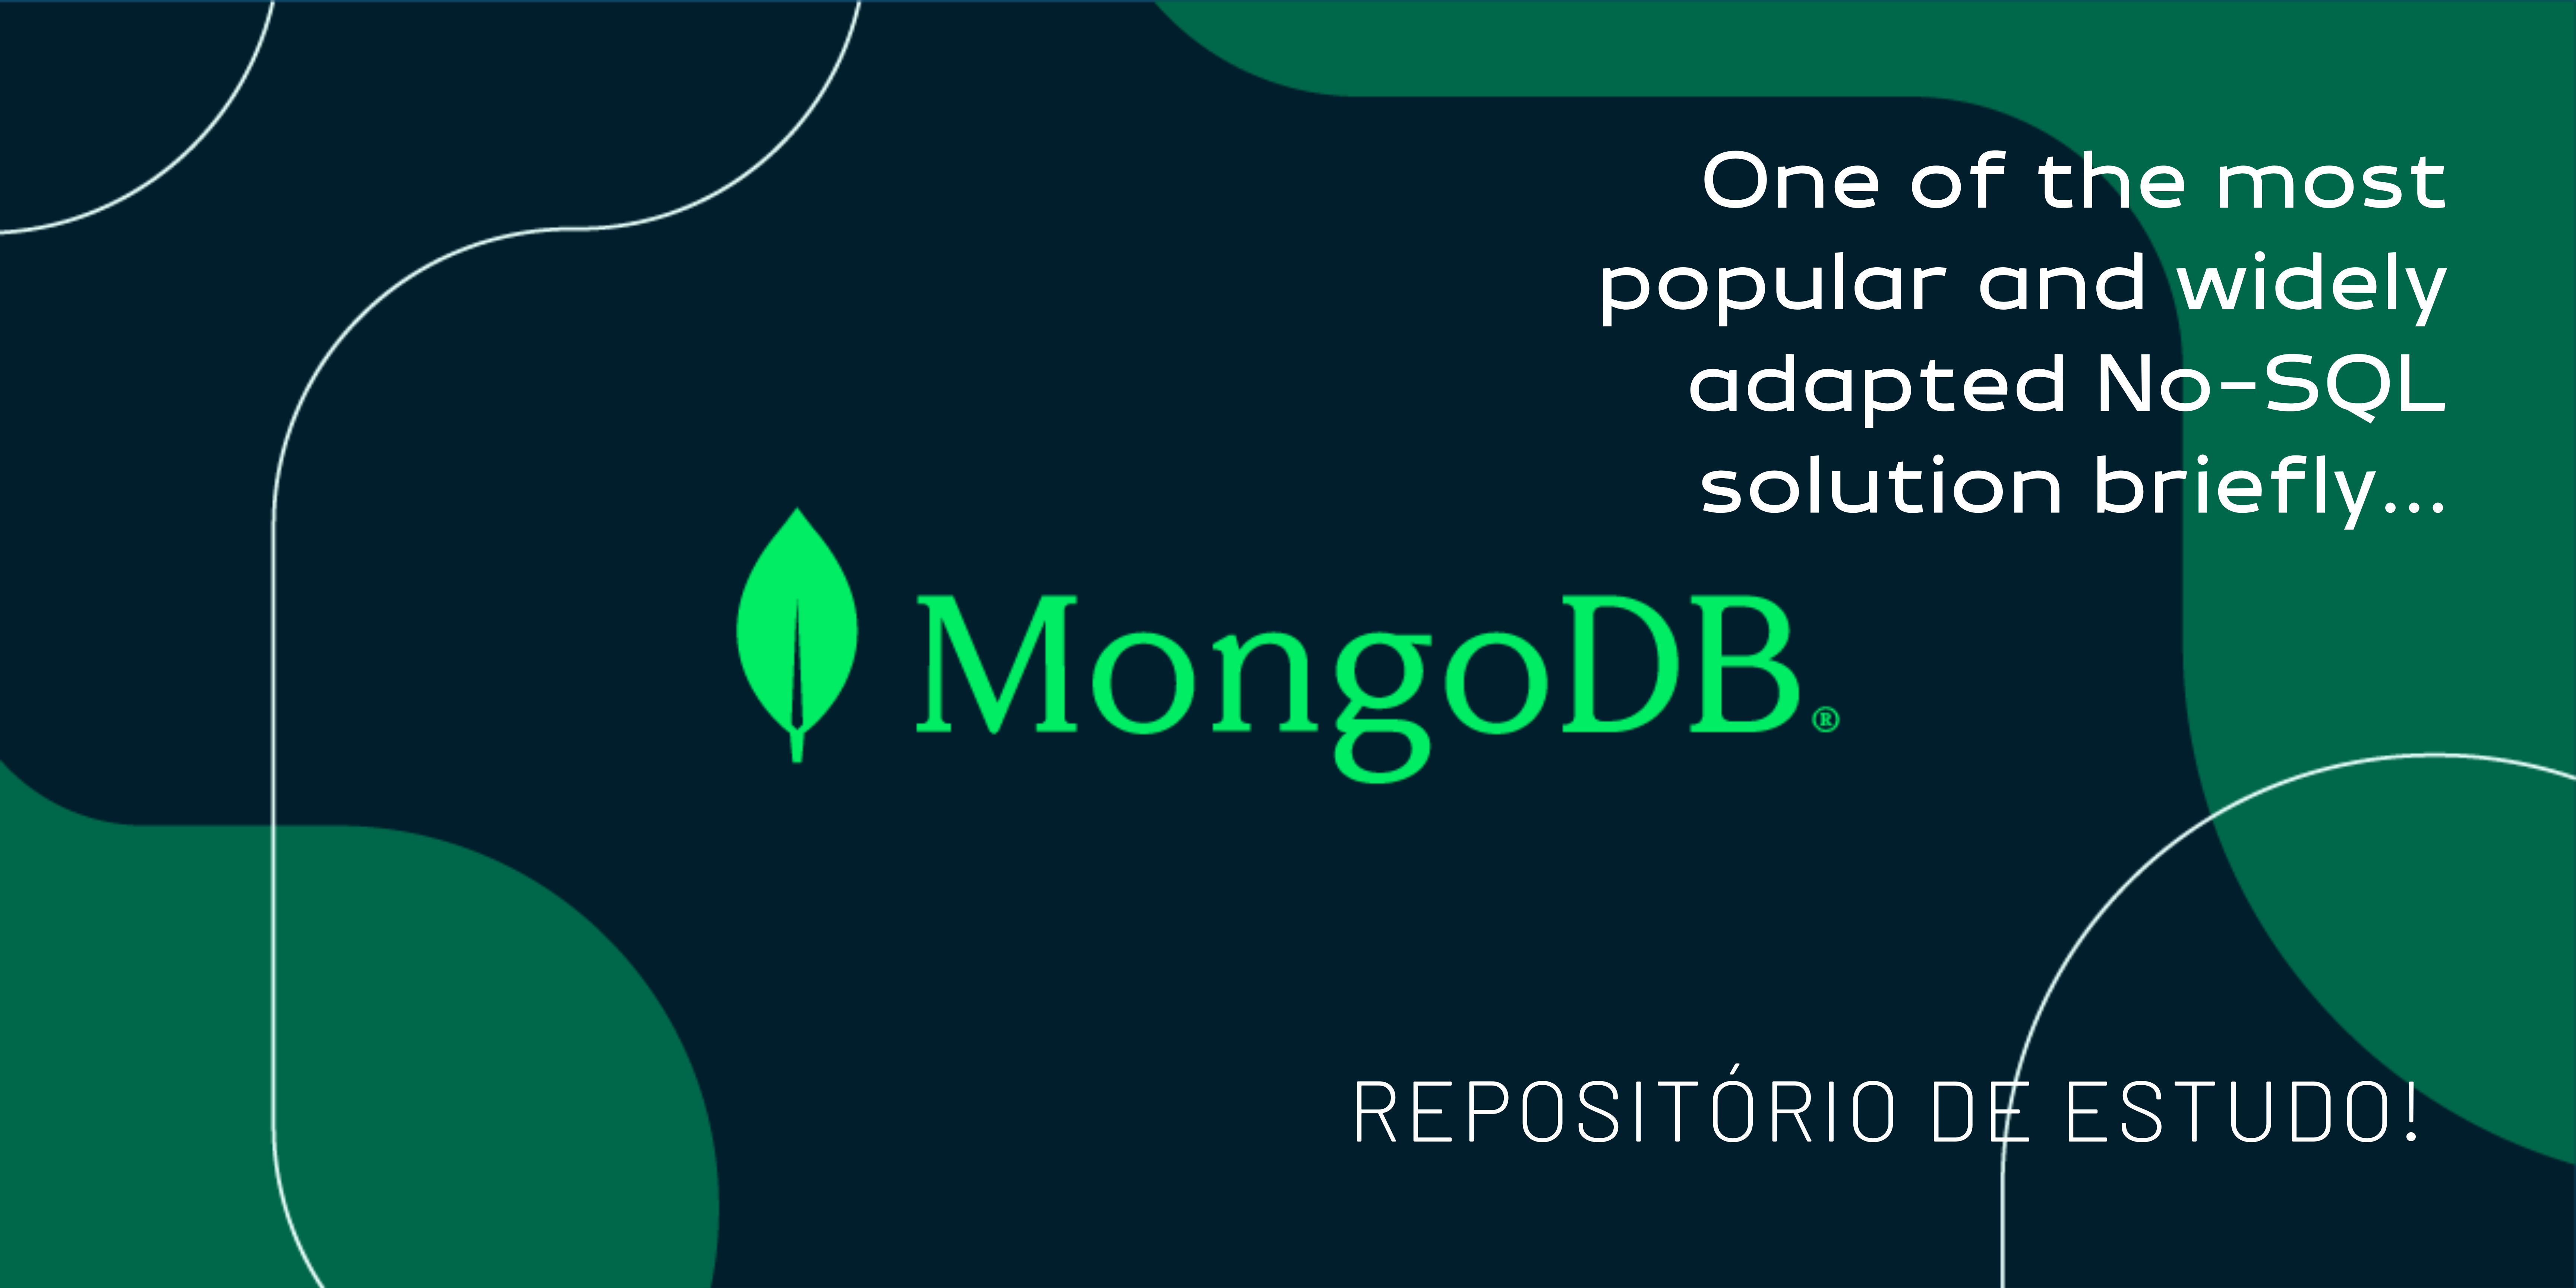 One of the most
popular and widely
adapted No-SQL
solution briefly...
MongoDB®
REPOSITÓRIO DE ESTUDO!